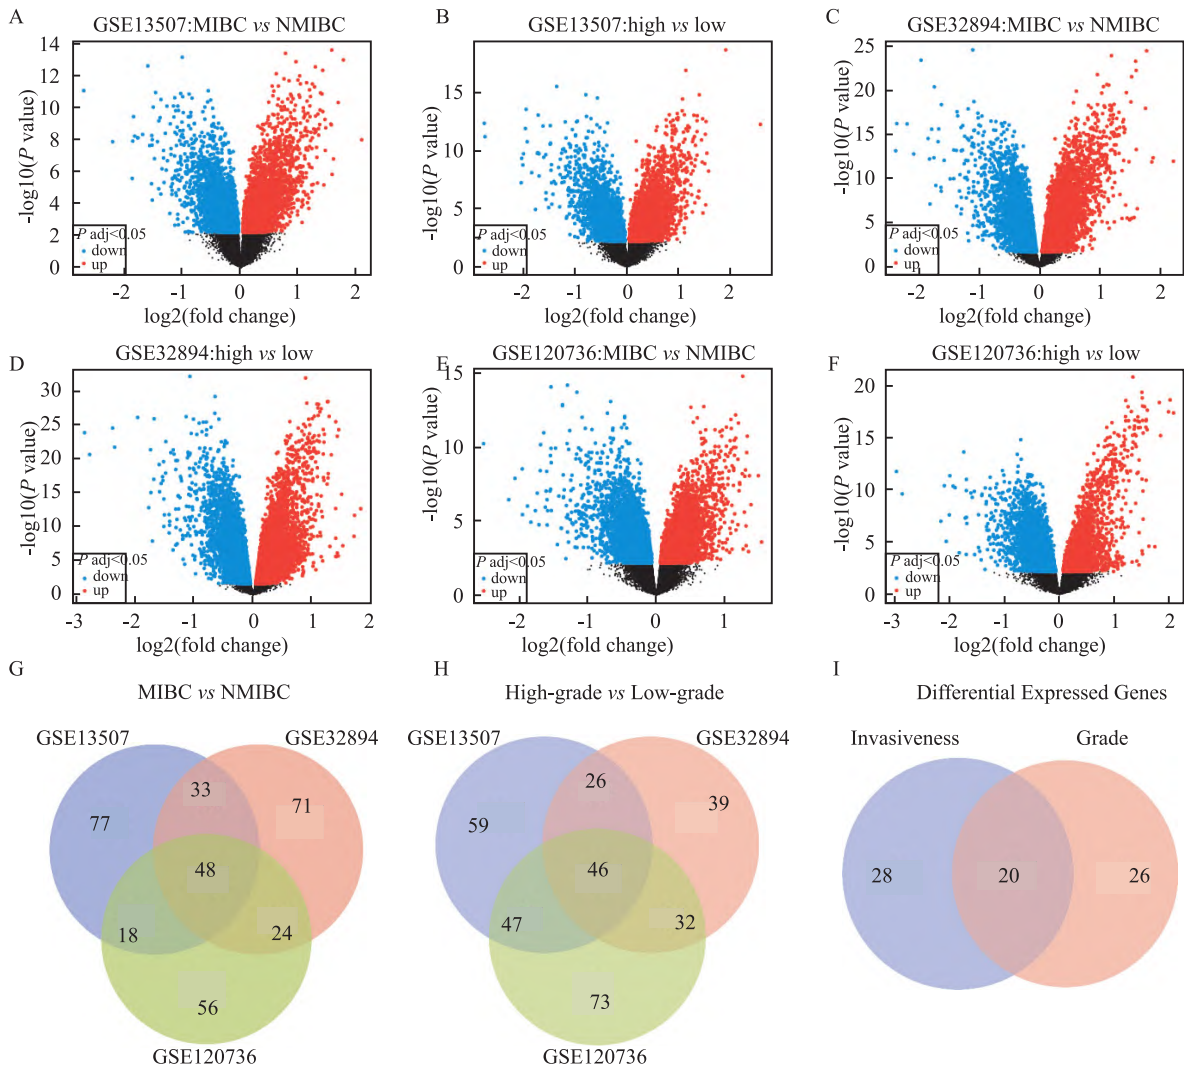 A
GSE13507:MIBC vs NMIBC
14
12
10
8
6
4
2
0
-log10(P value)
P adj<0.05
down
up
-2
-1
0
1
2
log2(fold change)
B
GSE13507:high vs low
15
10
5
0
-log10(P value)
P adj<0.05
down
up
-2
-1
0
1
2
log2(fold change)
C
GSE32894:MIBC vs NMIBC
25
20
15
10
5
0
-log10(P value)
P adj<0.05
down
up
-2
-1
0
1
2
log2(fold change)
D
GSE32894:high vs low
30
25
20
15
10
5
0
-log10(P value)
P adj<0.05
down
up
-3
-2
-1
0
1
2
log2(fold change)
E
GSE120736:MIBC vs NMIBC
15
10
5
0
-log10(P value)
P adj<0.05
down
up
-2
-1
0
1
log2(fold change)
F
GSE120736:high vs low
20
15
10
5
0
-log10(P value)
P adj<0.05
down
up
-3
-2
-1
0
1
2
log2(fold change)
G
MIBC vs NMIBC
GSE13507
GSE32894
33
77
71
48
18
24
56
GSE120736
H
High-grade vs Low-grade
GSE13507
GSE32894
26
59
39
46
47
32
73
GSE120736
I
Differential Expressed Genes
Invasiveness
Grade
28
20
26